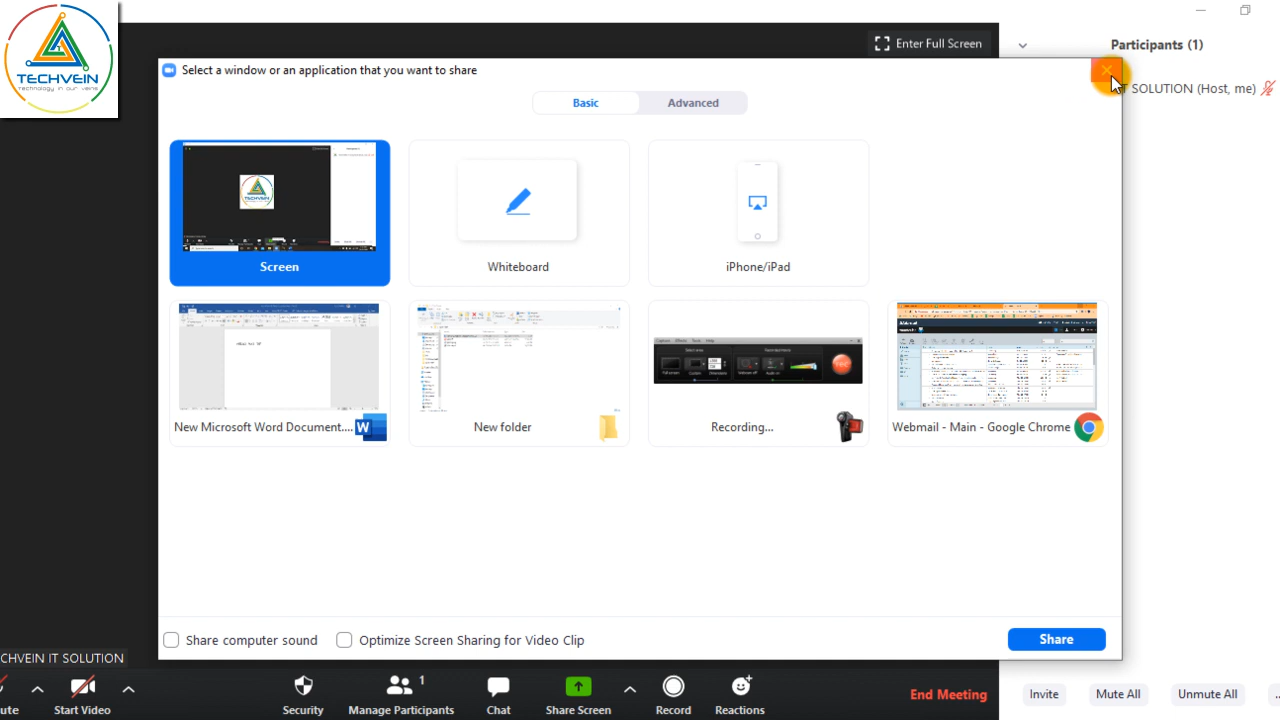 TECHVEIN
Technology in our veins
Enter Full Screen
Participants (1)
Select a window or an application that you want to share
IT SOLUTION (Host, me)
Basic
Advanced
Screen
Whiteboard
iPhone/iPad
New Microsoft Word Document....
New folder
Recording...
Webmail - Main - Google Chrome
Share computer sound
Optimize Screen Sharing for Video Clip
Share
CHVEIN IT SOLUTION
ute
Start Video
Security
Manage Participants
1
Chat
Share Screen
Record
Reactions
End Meeting
Invite
Mute All
Unmute All
...